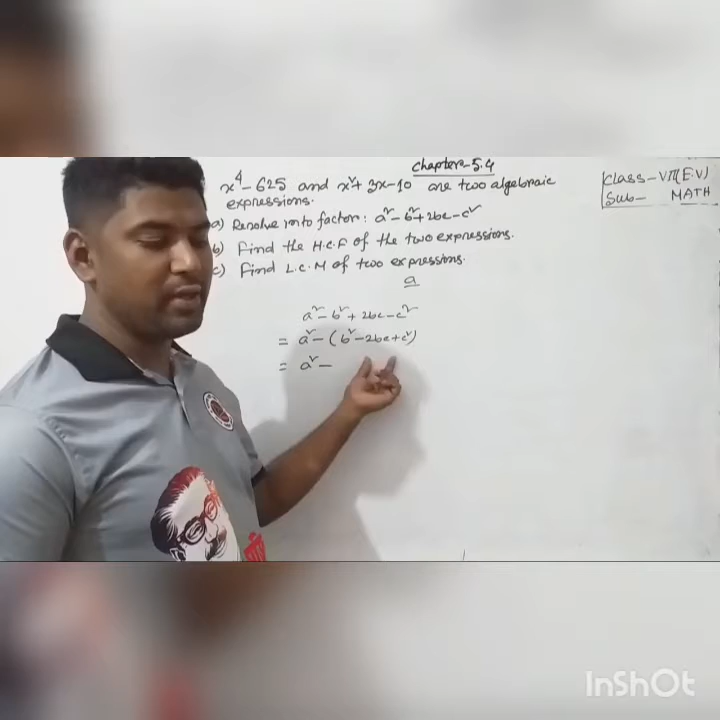 Chapter-5.4
x⁴-625 and x²+3x-10 are two algebraic
expressions.
Class-VII(E.V)
Sub- MATH
a) Resolve into factor: a²-b²+2bc-c²
b) Find the H.C.F of the two expressions.
c) Find L.C.M of two expressions.
a
a²-b²+2bc-c²
= a²-(b²-2bc+c²)
= a²-
InShOt